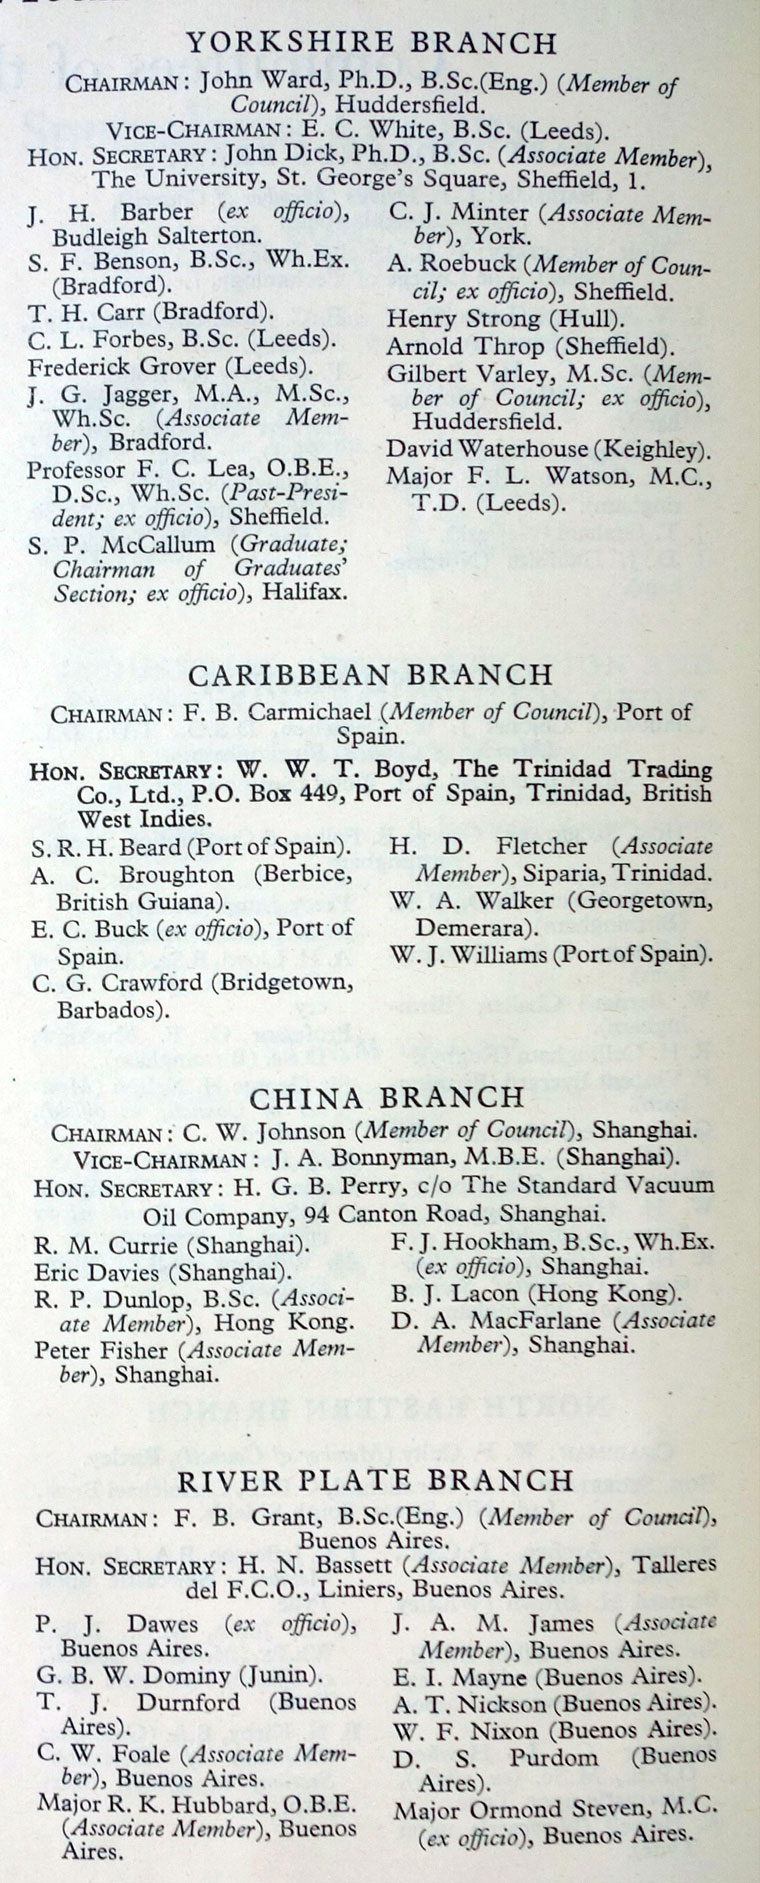 YORKSHIRE BRANCH
CHAIRMAN: John Ward, Ph.D., B.Sc.(Eng.) (Member of
Council), Huddersfield.
VICE-CHAIRMAN: E. C. White, B.Sc. (Leeds).
HON. SECRETARY: John Dick, Ph.D., B.Sc. (Associate Member),
The University, St. George's Square, Sheffield, 1.
J. H. Barber (ex officio),
Budleigh Salterton.
S. F. Benson, B.Sc., Wh.Ex.
(Bradford).
T. H. Carr (Bradford).
C. L. Forbes, B.Sc. (Leeds).
Frederick Grover (Leeds).
J. G. Jagger, M.A., M.Sc.,
Wh.Sc. (Associate Mem-
ber), Bradford.
Professor F. C. Lea, O.B.E.,
D.Sc., Wh.Sc. (Past-Presi-
dent; ex officio), Sheffield.
S. P. McCallum (Graduate;
Chairman of Graduates'
Section; ex officio), Halifax.
C. J. Minter (Associate Mem-
ber), York.
A. Roebuck (Member of Coun-
cil; ex officio), Sheffield.
Henry Strong (Hull).
Arnold Throp (Sheffield).
Gilbert Varley, M.Sc. (Mem-
ber of Council; ex officio),
Huddersfield.
David Waterhouse (Keighley).
Major F. L. Watson, M.C.,
T.D. (Leeds).
CARIBBEAN BRANCH
CHAIRMAN: F. B. Carmichael (Member of Council), Port of
Spain.
HON. SECRETARY: W. W. T. Boyd, The Trinidad Trading
Co., Ltd., P.O. Box 449, Port of Spain, Trinidad, British
West Indies.
S. R. H. Beard (Port of Spain).
A. C. Broughton (Berbice,
British Guiana).
E. C. Buck (ex officio), Port of
Spain.
C. G. Crawford (Bridgetown,
Barbados).
H. D. Fletcher (Associate
Member), Siparia, Trinidad.
W. A. Walker (Georgetown,
Demerara).
W. J. Williams (Port of Spain).
CHINA BRANCH
CHAIRMAN: C. W. Johnson (Member of Council), Shanghai.
VICE-CHAIRMAN: J. A. Bonnyman, M.B.E. (Shanghai).
HON. SECRETARY: H. G. B. Perry, c/o The Standard Vacuum
Oil Company, 94 Canton Road, Shanghai.
R. M. Currie (Shanghai).
Eric Davies (Shanghai).
R. P. Dunlop, B.Sc. (Associ-
ate Member), Hong Kong.
Peter Fisher (Associate Mem-
ber), Shanghai.
F. J. Hookham, B.Sc., Wh.Ex.
(ex officio), Shanghai.
B. J. Lacon (Hong Kong).
D. A. MacFarlane (Associate
Member), Shanghai.
RIVER PLATE BRANCH
CHAIRMAN: F. B. Grant, B.Sc.(Eng.) (Member of Council),
Buenos Aires.
HON. SECRETARY: H. N. Bassett (Associate Member), Talleres
del F.C.O., Liniers, Buenos Aires.
P. J. Dawes (ex officio),
Buenos Aires.
G. B. W. Dominy (Junin).
T. J. Durnford (Buenos
Aires).
C. W. Foale (Associate Mem-
ber), Buenos Aires.
Major R. K. Hubbard, O.B.E.
(Associate Member), Buenos
Aires.
J. A. M. James (Associate
Member), Buenos Aires.
E. I. Mayne (Buenos Aires).
A. T. Nickson (Buenos Aires).
W. F. Nixon (Buenos Aires).
D. S. Purdom (Buenos
Aires).
Major Ormond Steven, M.C.
(ex officio), Buenos Aires.